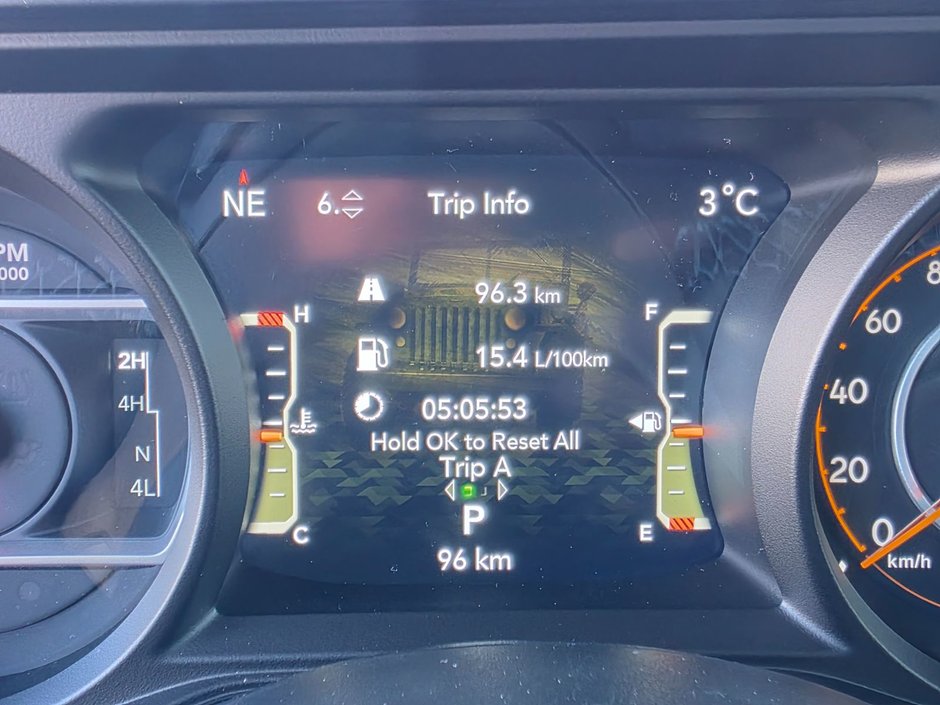 NE 6. Trip Info 3°C
PM
000
H
96.3 km
F
15.4 L/100km
05:05:53
Hold OK to Reset All
Trip A
P
C
E
96 km
2H
4H
N
4L
8
60
40
20
0
km/h